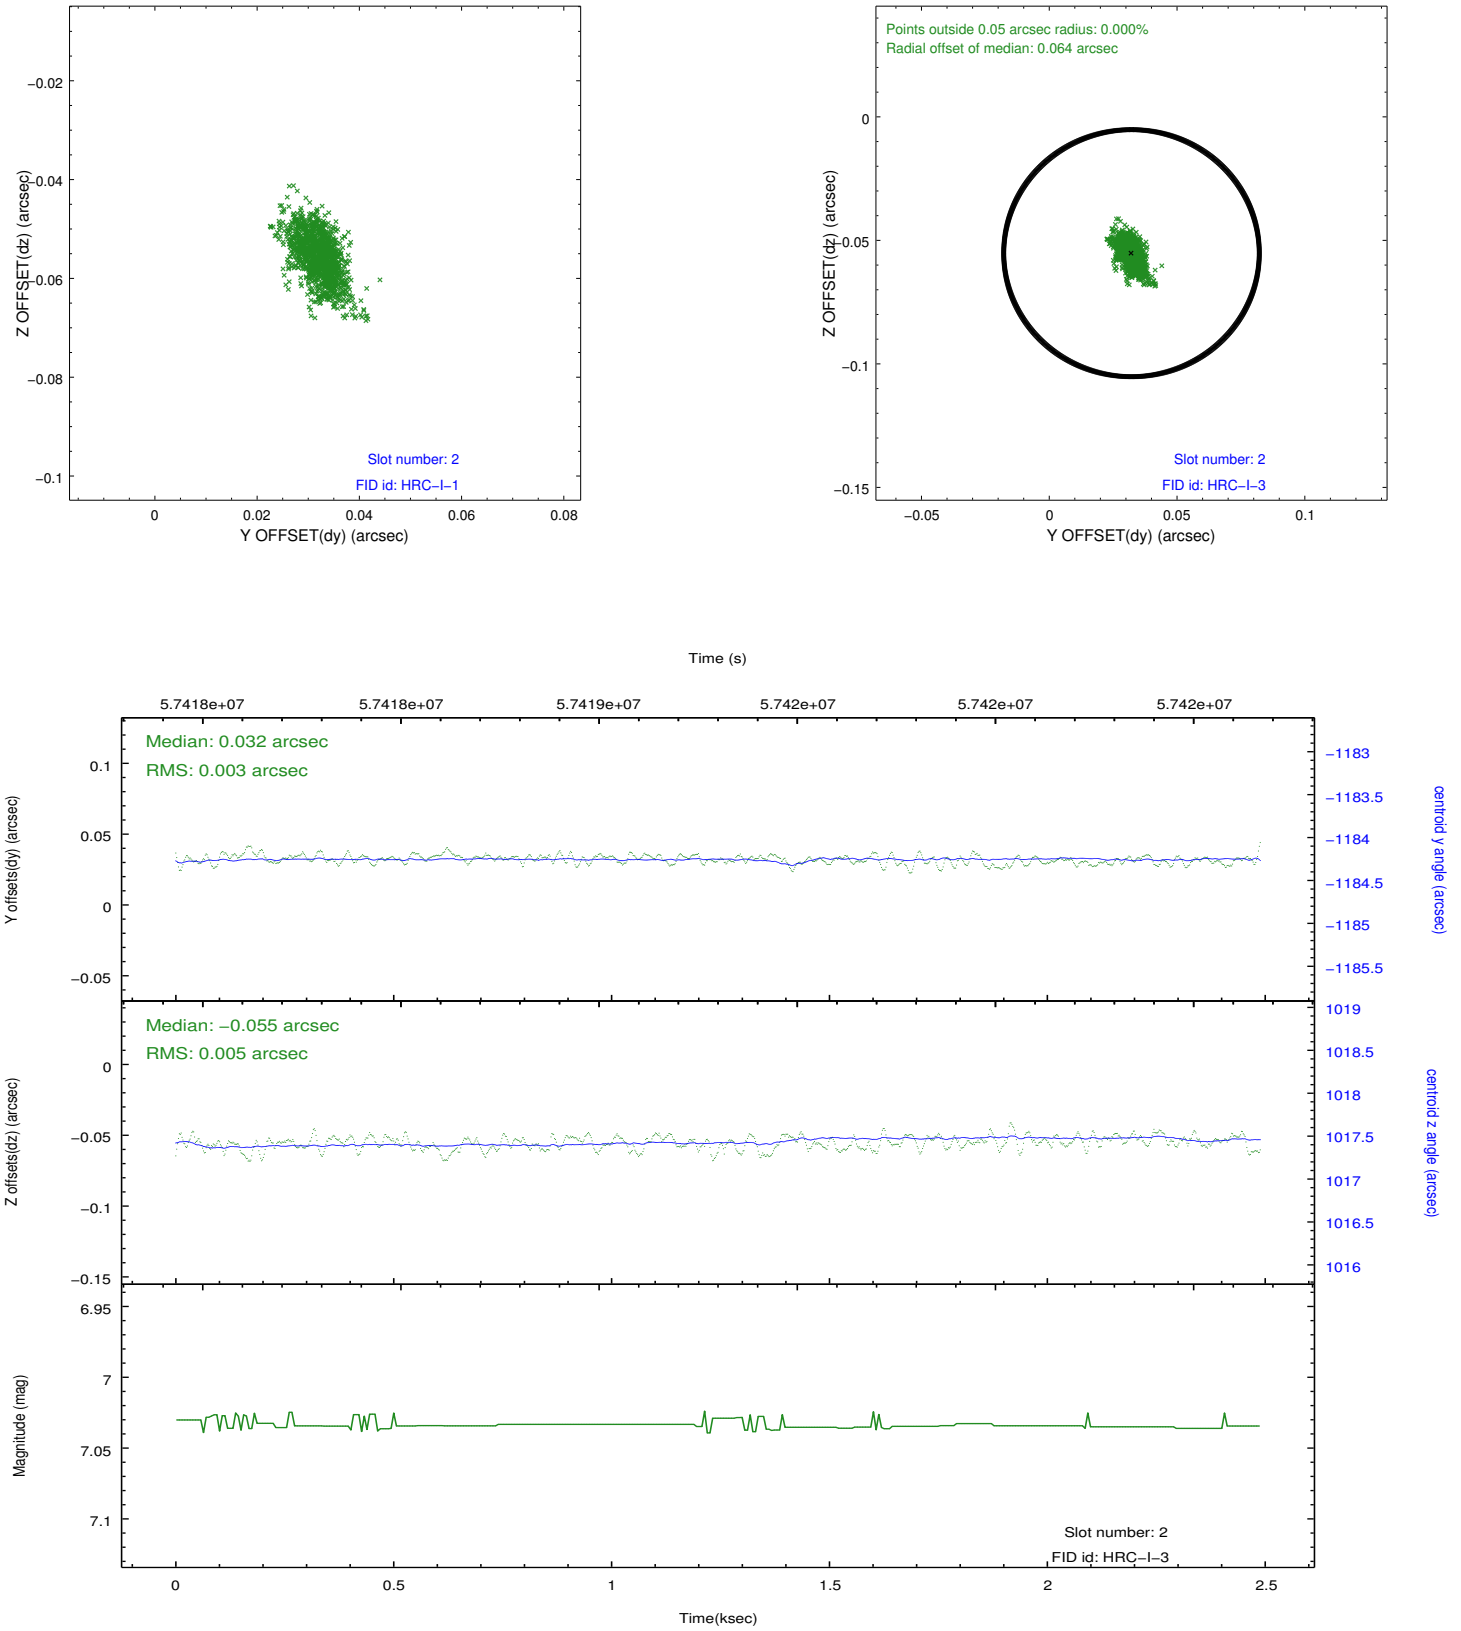 −0.02
−0.04
−0.06
−0.08
−0.1
Z OFFSET(dz) (arcsec)
Slot number: 2
FID id: HRC−I−1
0
0.02
0.04
0.06
0.08
Y OFFSET(dy) (arcsec)
Points outside 0.05 arcsec radius: 0.000%
Radial offset of median: 0.064 arcsec
0
−0.05
−0.1
−0.15
Z OFFSET(dz) (arcsec)
Slot number: 2
FID id: HRC−I−3
−0.05
0
0.05
0.1
Y OFFSET(dy) (arcsec)
Time (s)
5.7418e+07
5.7418e+07
5.7419e+07
5.742e+07
5.742e+07
5.742e+07
Median: 0.032 arcsec
RMS: 0.003 arcsec
0.1
0.05
0
−0.05
Y offsets(dy) (arcsec)
−1183
−1183.5
−1184
−1184.5
−1185
−1185.5
centroid y angle (arcsec)
Median: −0.055 arcsec
RMS: 0.005 arcsec
0
−0.05
−0.1
−0.15
Z offsets(dz) (arcsec)
1019
1018.5
1018
1017.5
1017
1016.5
1016
centroid z angle (arcsec)
6.95
7
7.05
7.1
Magnitude (mag)
Slot number: 2
FID id: HRC−I−3
0
0.5
1
1.5
2
2.5
Time(ksec)